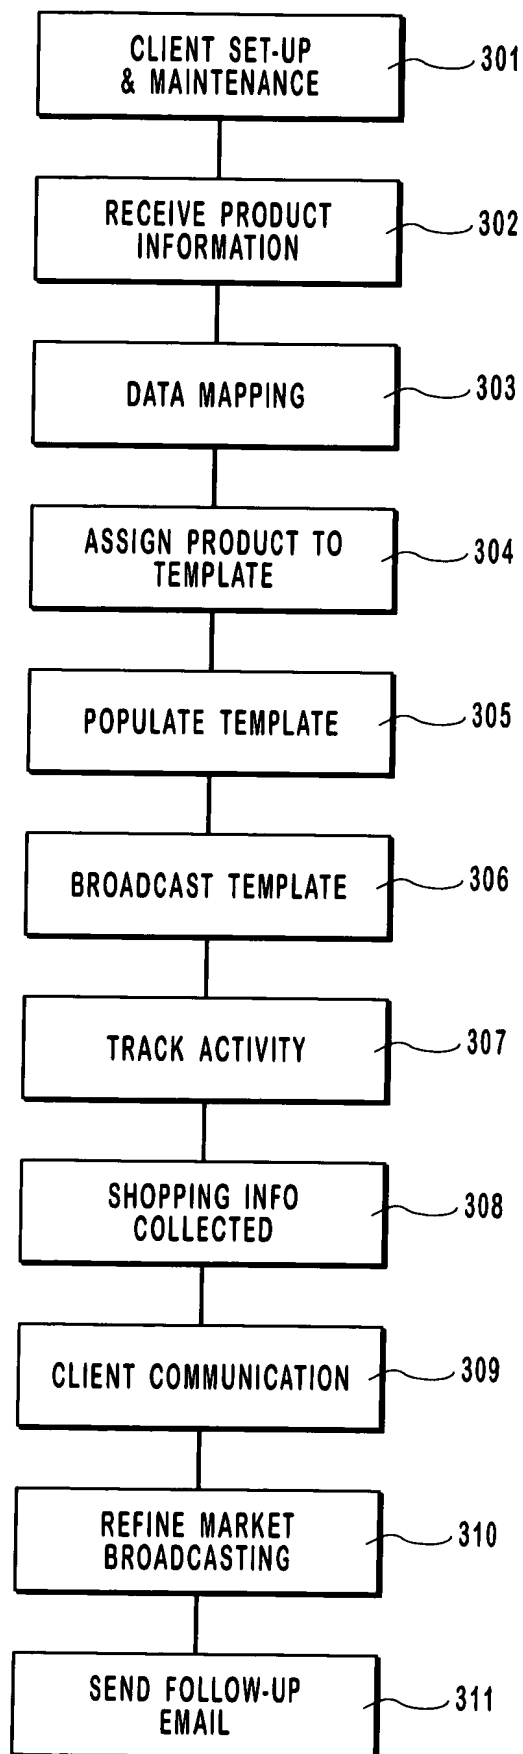 CLIENT SET-UP
& MAINTENANCE
301
RECEIVE PRODUCT
INFORMATION
302
DATA MAPPING
303
ASSIGN PRODUCT TO
TEMPLATE
304
POPULATE TEMPLATE
305
BROADCAST TEMPLATE
306
TRACK ACTIVITY
307
SHOPPING INFO
COLLECTED
308
CLIENT COMMUNICATION
309
REFINE MARKET
BROADCASTING
310
SEND FOLLOW-UP
EMAIL
311